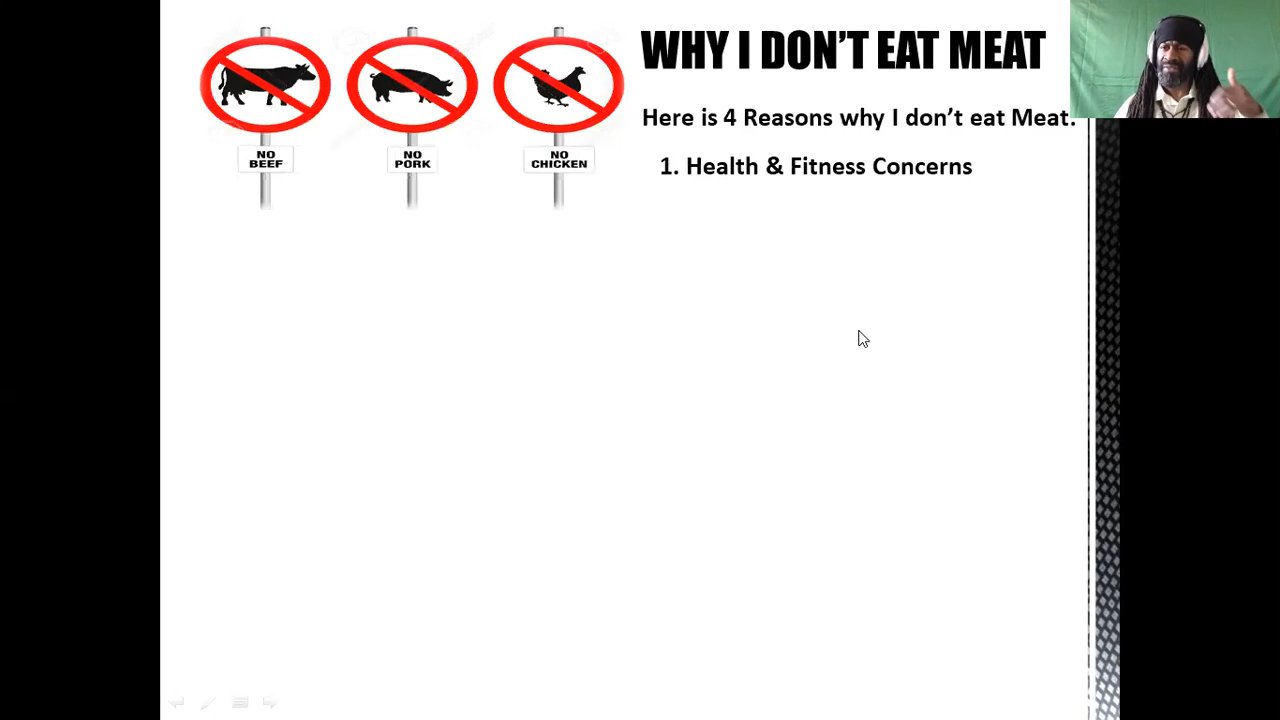 WHY I DON'T EAT MEAT
Here is 4 Reasons why I don't eat Meat.
1. Health & Fitness Concerns
NO
BEEF
NO
PORK
NO
CHICKEN